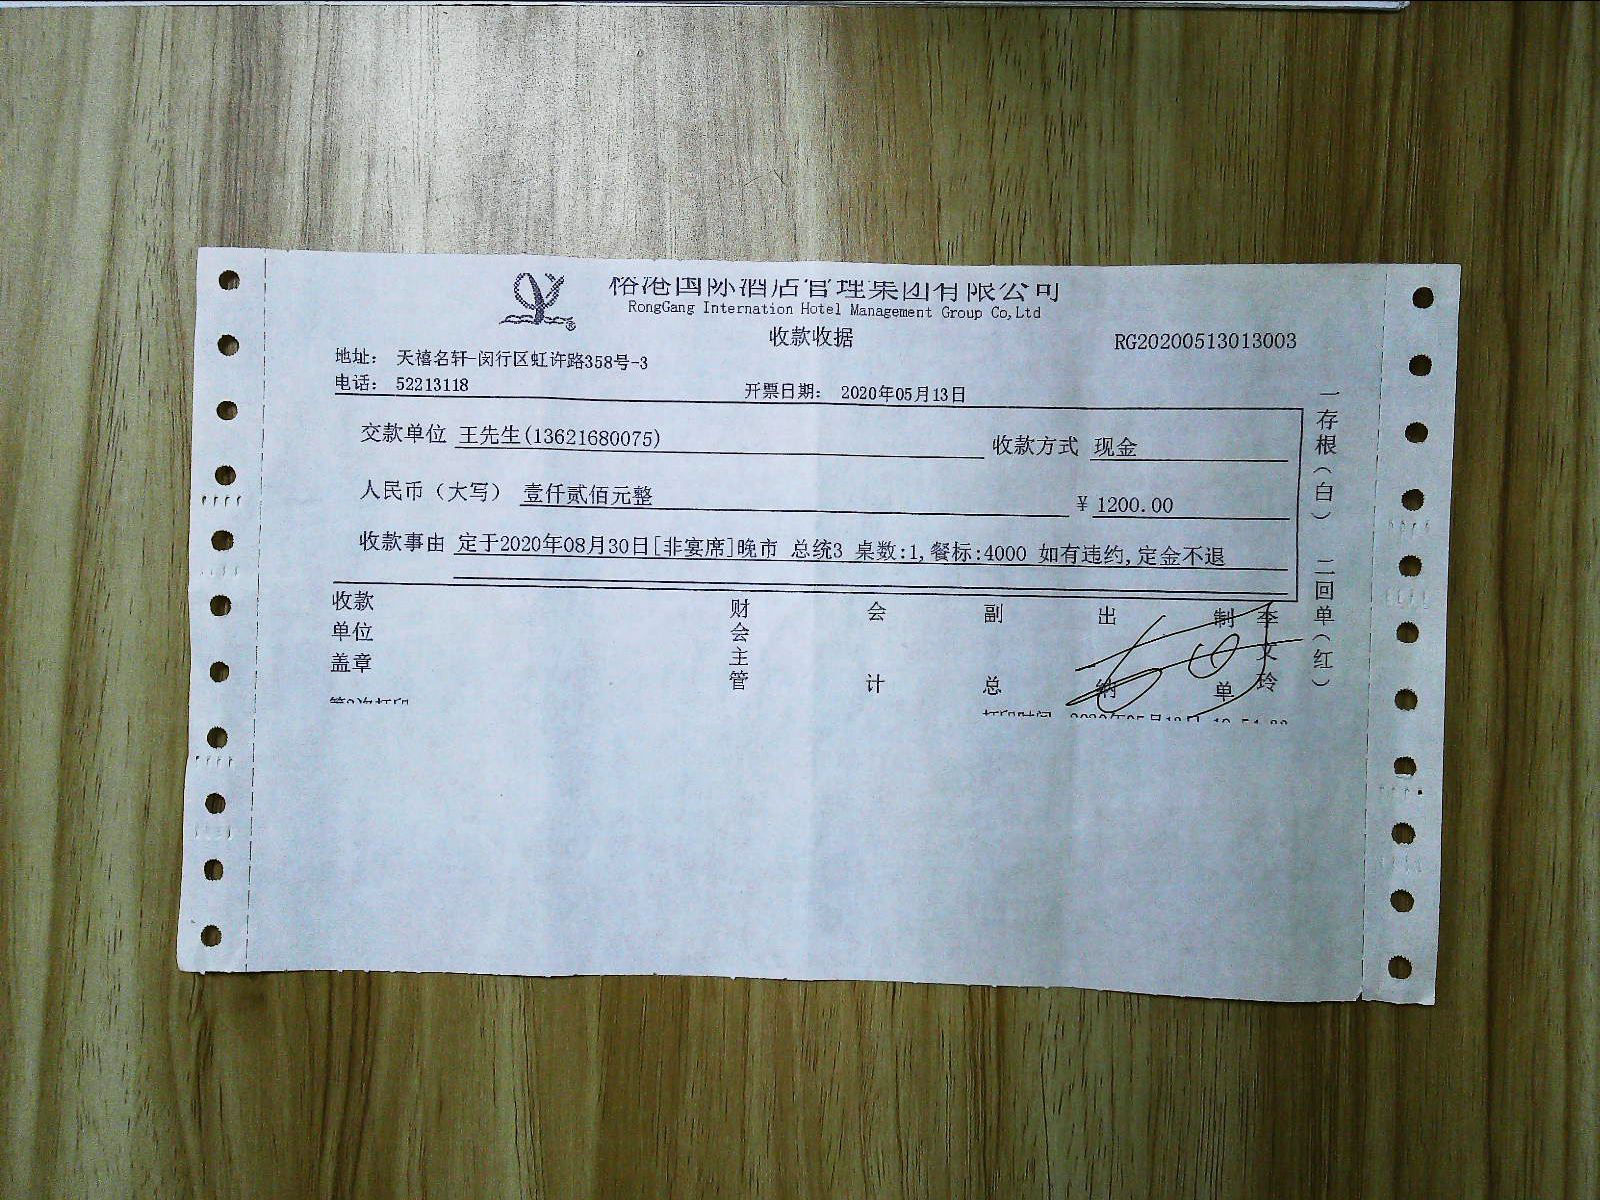 裕港国际酒店管理集团有限公司
RongGang Internation Hotel Management Group Co,Ltd
收款收据
RG20200513013003
地址： 天禧名轩-闵行区虹许路358号-3
电话： 52213118
开票日期： 2020年05月13日
交款单位 王先生(13621680075)
收款方式 现金
人民币（大写） 壹仟贰佰元整
¥ 1200.00
收款事由 定于2020年08月30日[非宴席]晚市 总统3 桌数:1,餐标:4000 如有违约,定金不退
收款单位盖章
财会主管
会计
副总
出纳
制单
李文玲
一存根（白） 二回单（红）
打印时间